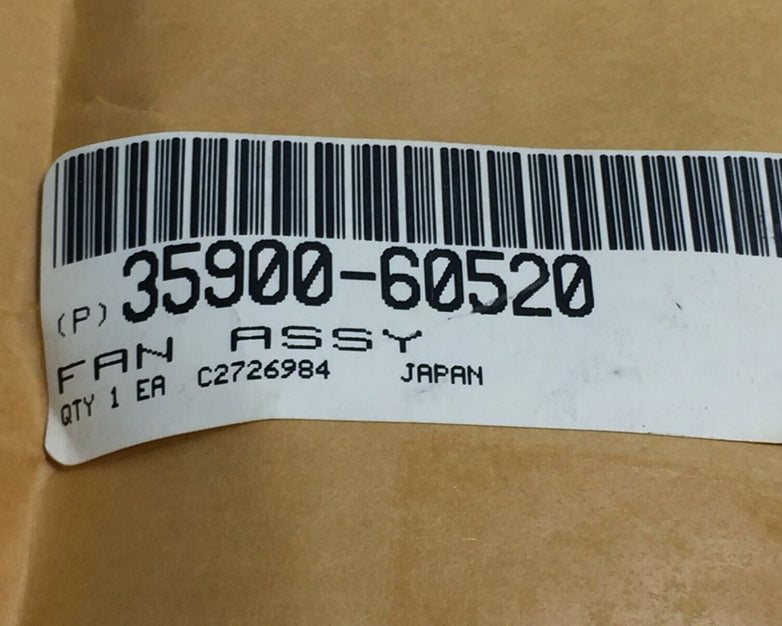 (P) 35900-60520
FAN ASSY
QTY 1 EA C2726984 JAPAN